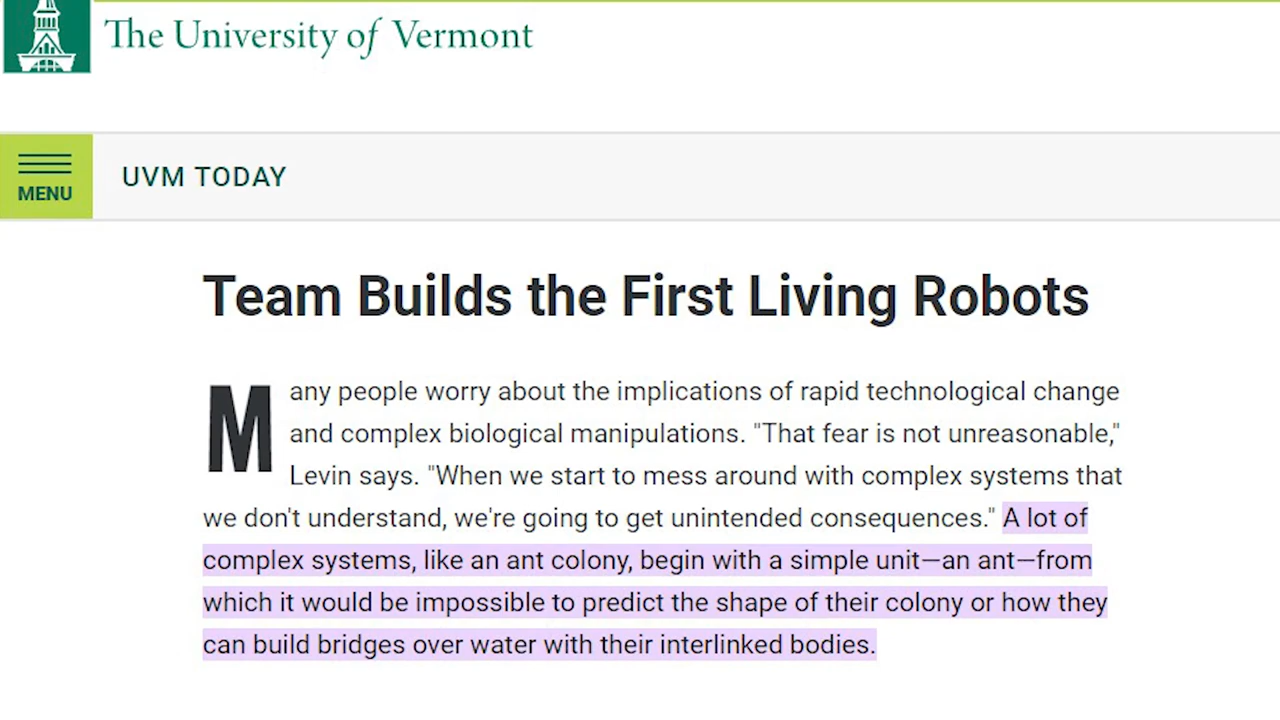 The University of Vermont
MENU
UVM TODAY
Team Builds the First Living Robots
Many people worry about the implications of rapid technological change
and complex biological manipulations. "That fear is not unreasonable,"
Levin says. "When we start to mess around with complex systems that
we don't understand, we're going to get unintended consequences." A lot of
complex systems, like an ant colony, begin with a simple unit—an ant—from
which it would be impossible to predict the shape of their colony or how they
can build bridges over water with their interlinked bodies.